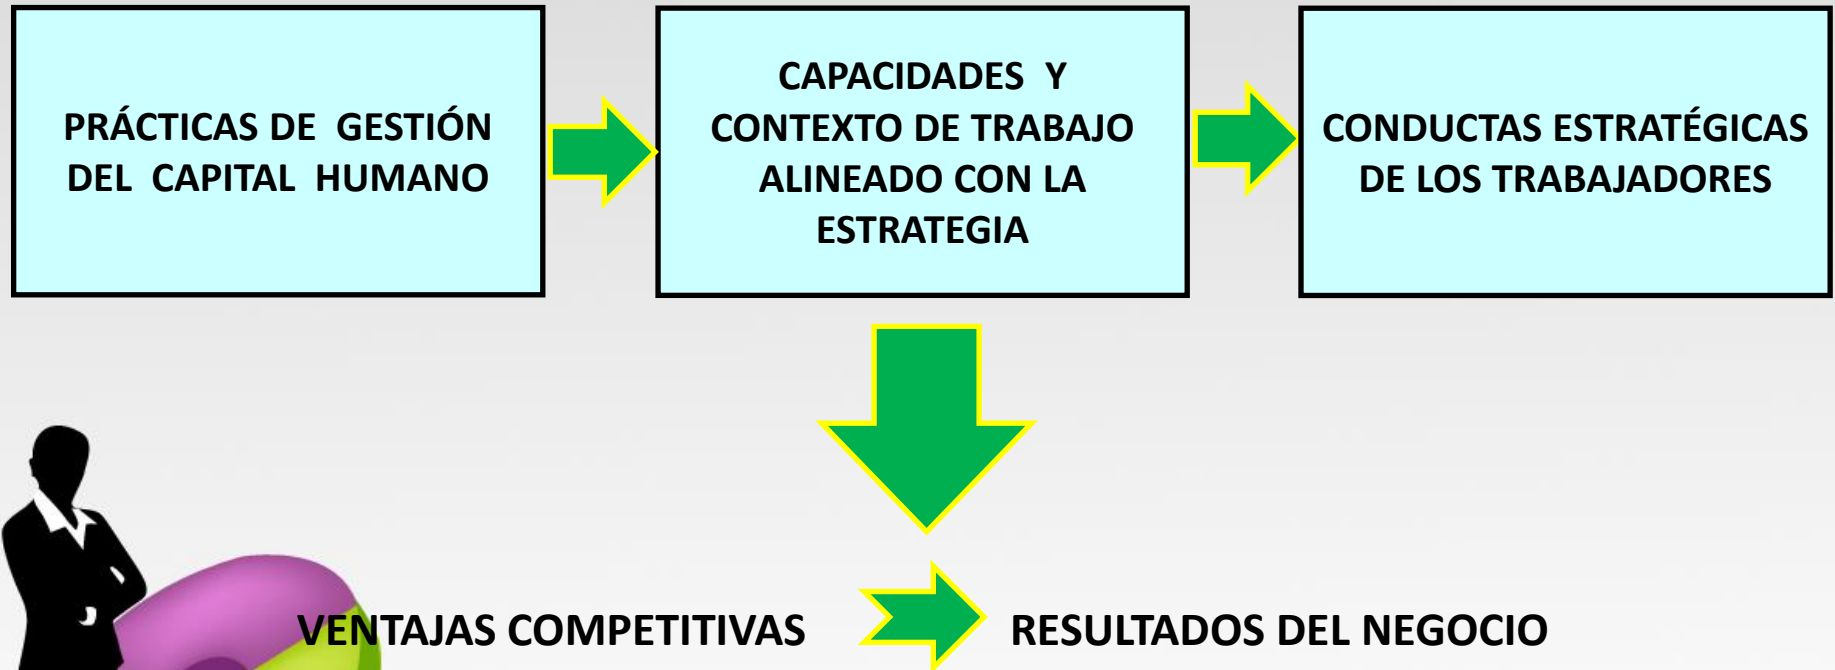 PRÁCTICAS DE GESTIÓN
DEL CAPITAL HUMANO
CAPACIDADES Y
CONTEXTO DE TRABAJO
ALINEADO CON LA
ESTRATEGIA
CONDUCTAS ESTRATÉGICAS
DE LOS TRABAJADORES
VENTAJAS COMPETITIVAS
RESULTADOS DEL NEGOCIO